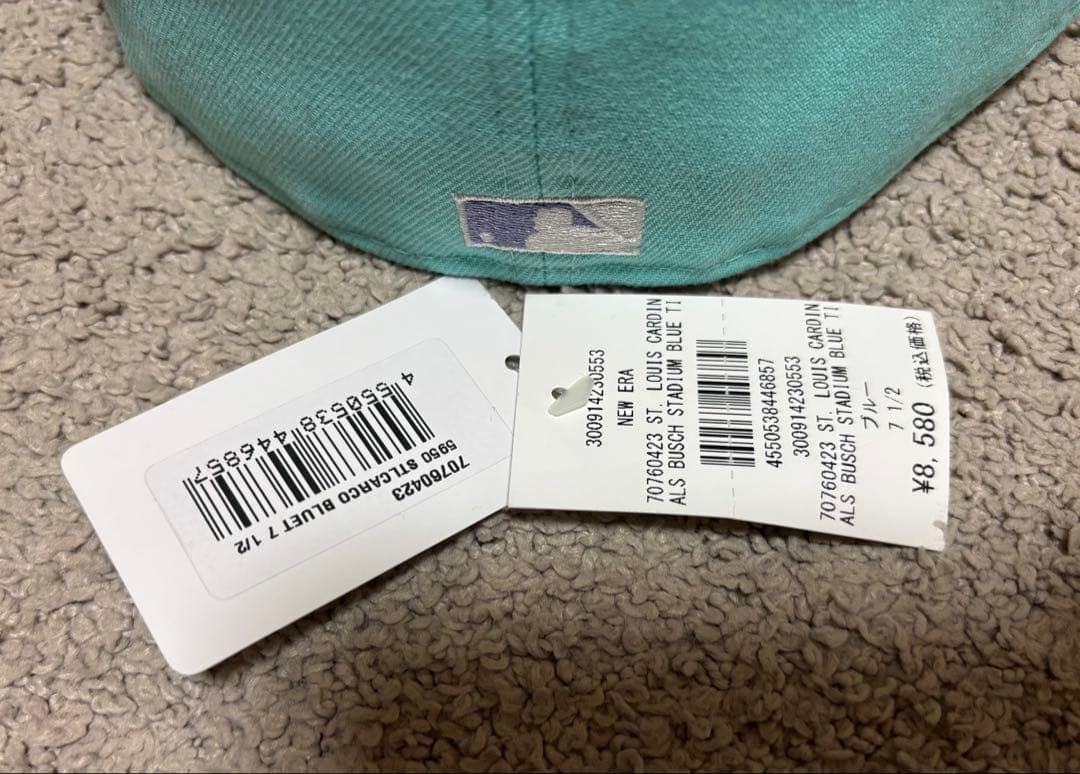 4 550538 446857
70760423
5950 STLCARCO BLUET 7 1/2
300914230553
NEW ERA
70760423 ST. LOUIS CARDIN
ALS BUSCH STADIUM BLUE TI
4550538446857
300914230553
70760423 ST. LOUIS CARDIN
ALS BUSCH STADIUM BLUE TI
ブルー
7 1/2
¥8,580 (税込価格)